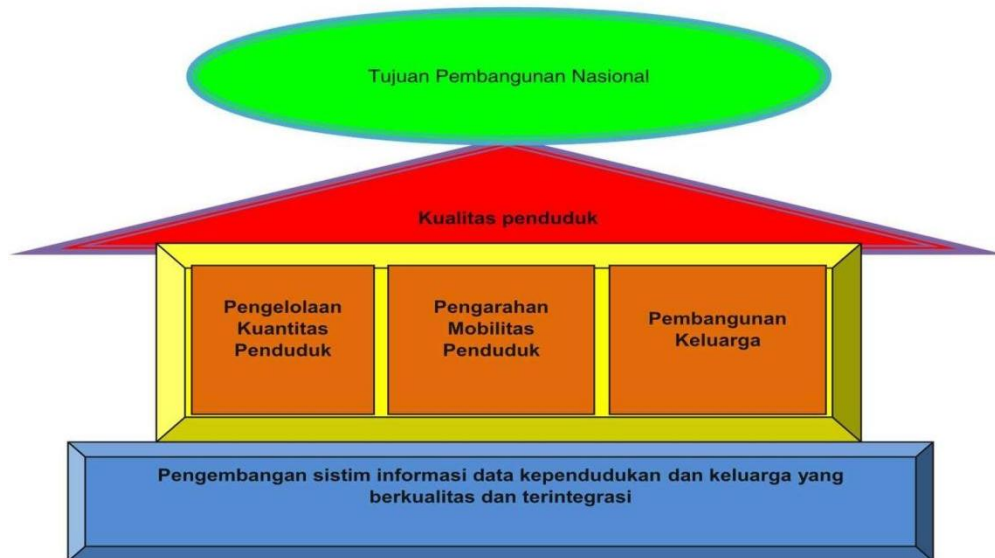 Tujuan Pembangunan Nasional
Kualitas penduduk
Pengelolaan
Kuantitas
Penduduk
Pengarahan
Mobilitas
Penduduk
Pembangunan
Keluarga
Pengembangan sistim informasi data kependudukan dan keluarga yang
berkualitas dan terintegrasi